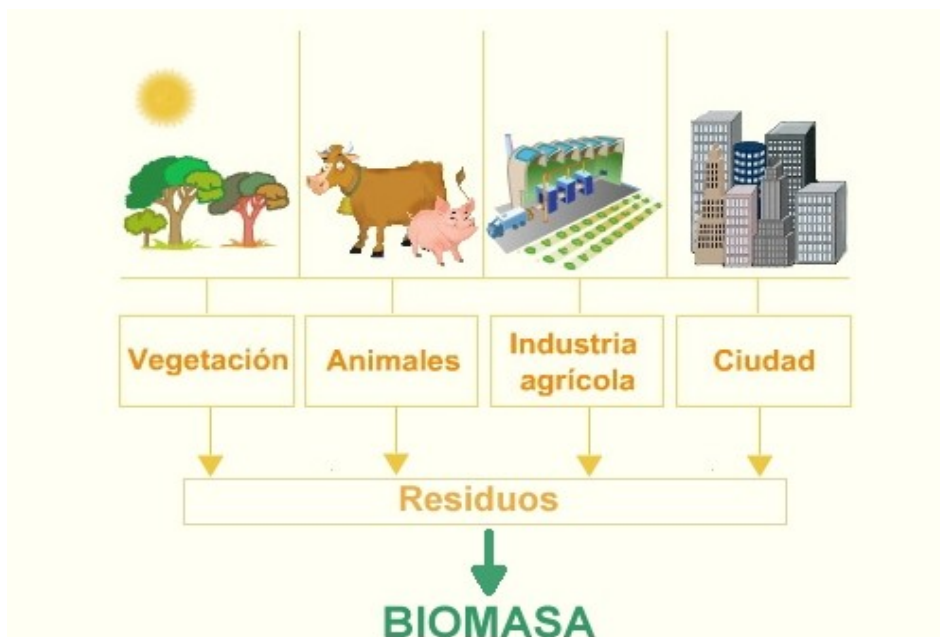 Vegetación
Animales
Industria
agrícola
Ciudad
Residuos
BIOMASA